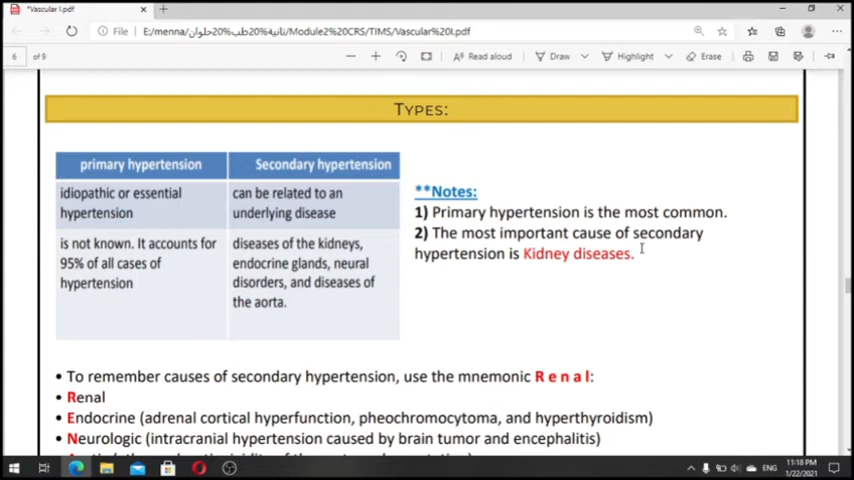 *Vascular I.pdf
File
E:/menna/ثانية%20طب%20حلوان/Module2%20CRS/TIMS/Vascular%20I.pdf
6 of 9
Read aloud
Draw
Highlight
Erase
TYPES:
primary hypertension
Secondary hypertension
idiopathic or essential
hypertension
can be related to an
underlying disease
is not known. It accounts for
95% of all cases of
hypertension
diseases of the kidneys,
endocrine glands, neural
disorders, and diseases of
the aorta.
**Notes:
1) Primary hypertension is the most common.
2) The most important cause of secondary
hypertension is Kidney diseases.
• To remember causes of secondary hypertension, use the mnemonic R e n a l:
• Renal
• Endocrine (adrenal cortical hyperfunction, pheochromocytoma, and hyperthyroidism)
• Neurologic (intracranial hypertension caused by brain tumor and encephalitis)
ENG
11:18 PM
1/22/2021